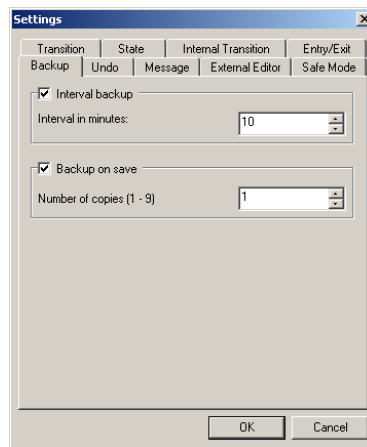 Settings
Transition State Internal Transition Entry/Exit
Backup Undo Message External Editor Safe Mode
Interval backup
Interval in minutes: 10
Backup on save
Number of copies (1 - 9) 1
OK Cancel